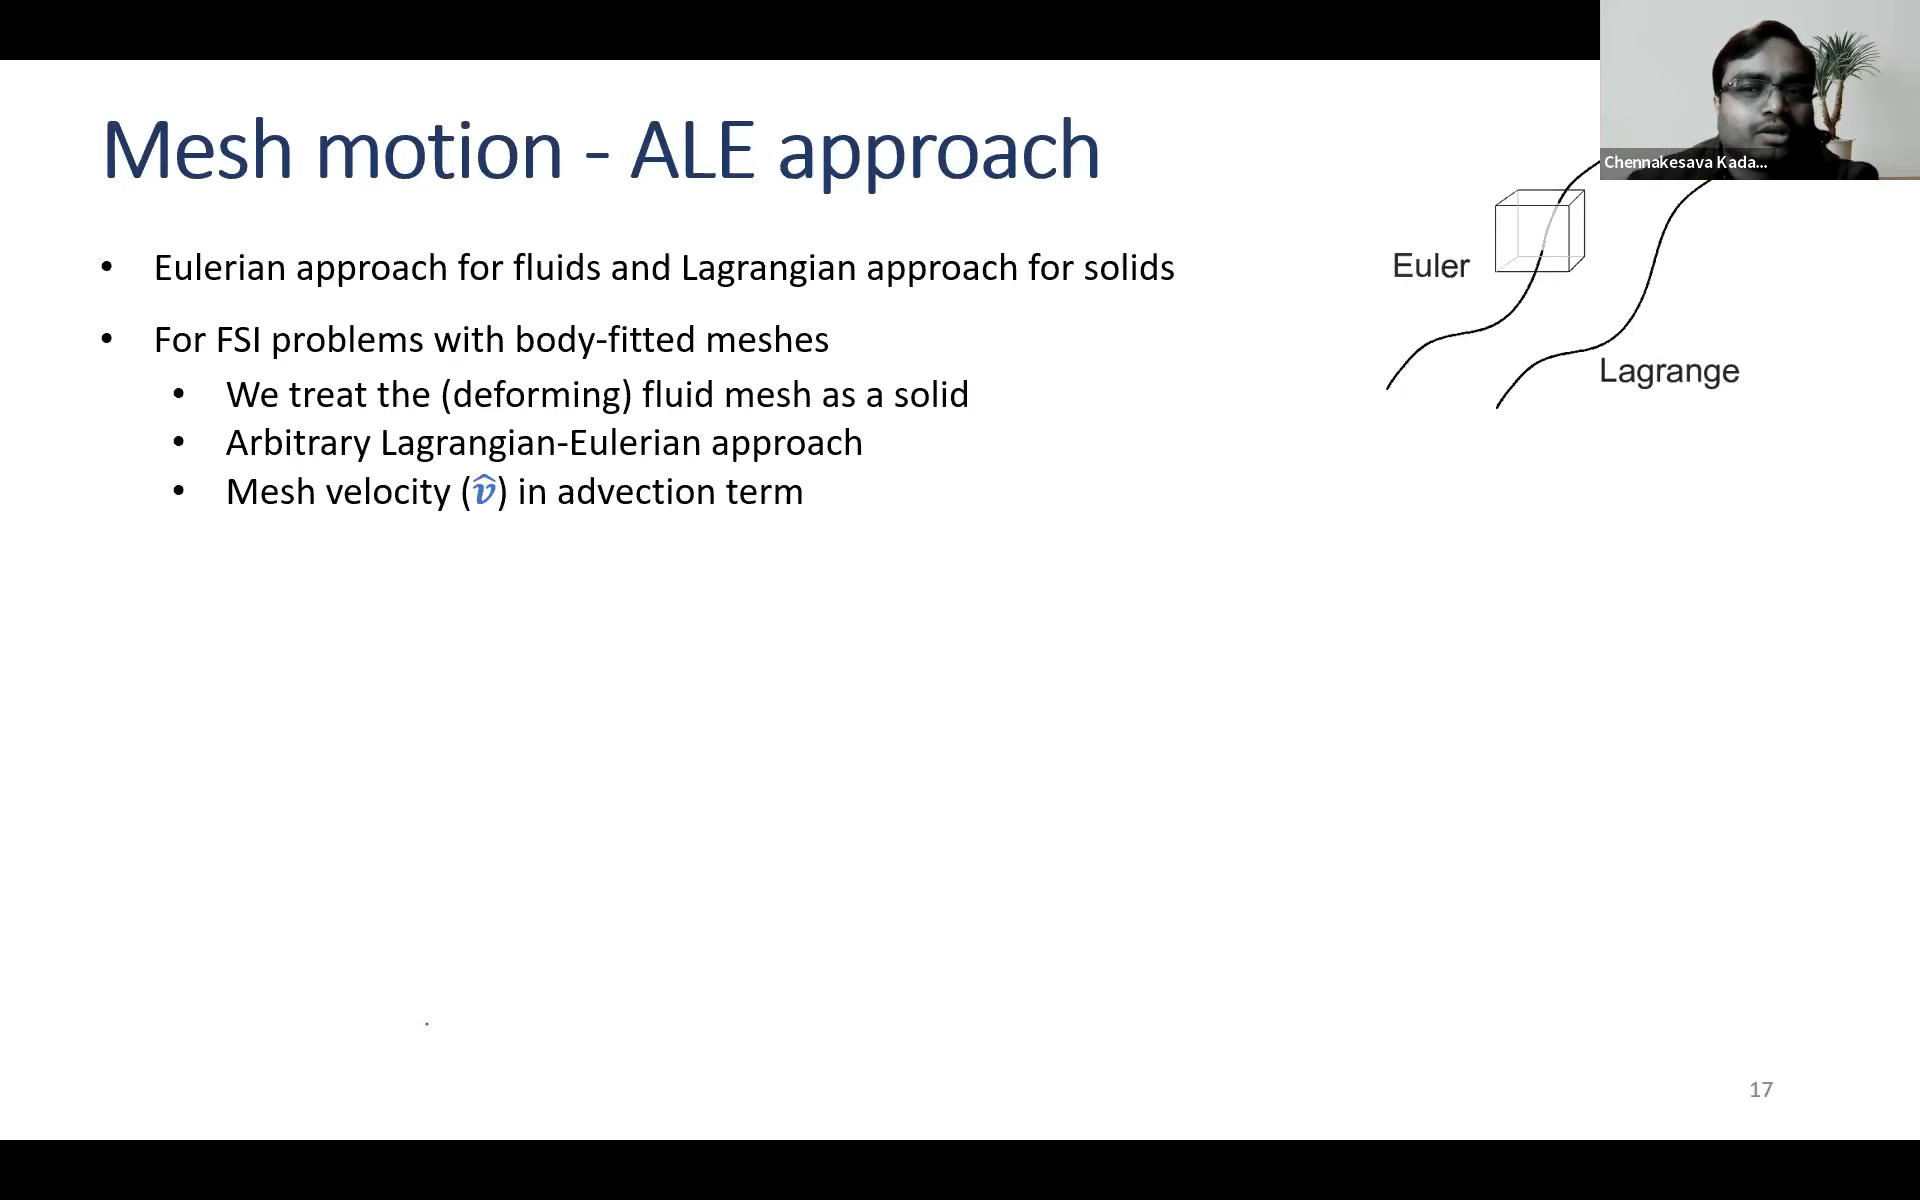 Chennakesava Kada...
Mesh motion - ALE approach
• Eulerian approach for fluids and Lagrangian approach for solids
• For FSI problems with body-fitted meshes
• We treat the (deforming) fluid mesh as a solid
• Arbitrary Lagrangian-Eulerian approach
• Mesh velocity (v̂) in advection term
Euler
Lagrange
17